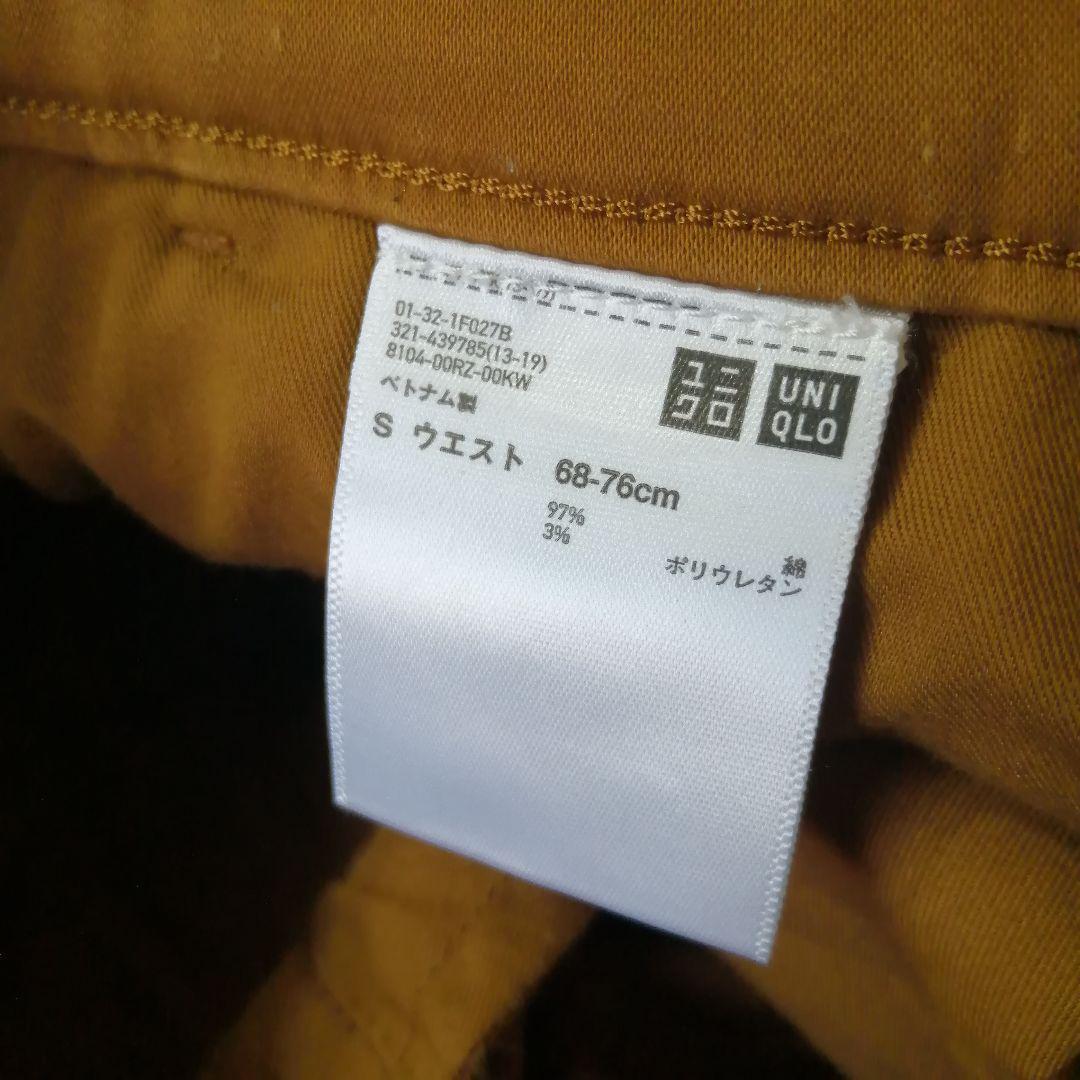 01-32-1F027B
321-439785(13-19)
8104-00RZ-00KW
ベトナム製
ユニ
クロ
UNI
QLO
S ウエスト 68-76cm
97% 綿
3% ポリウレタン